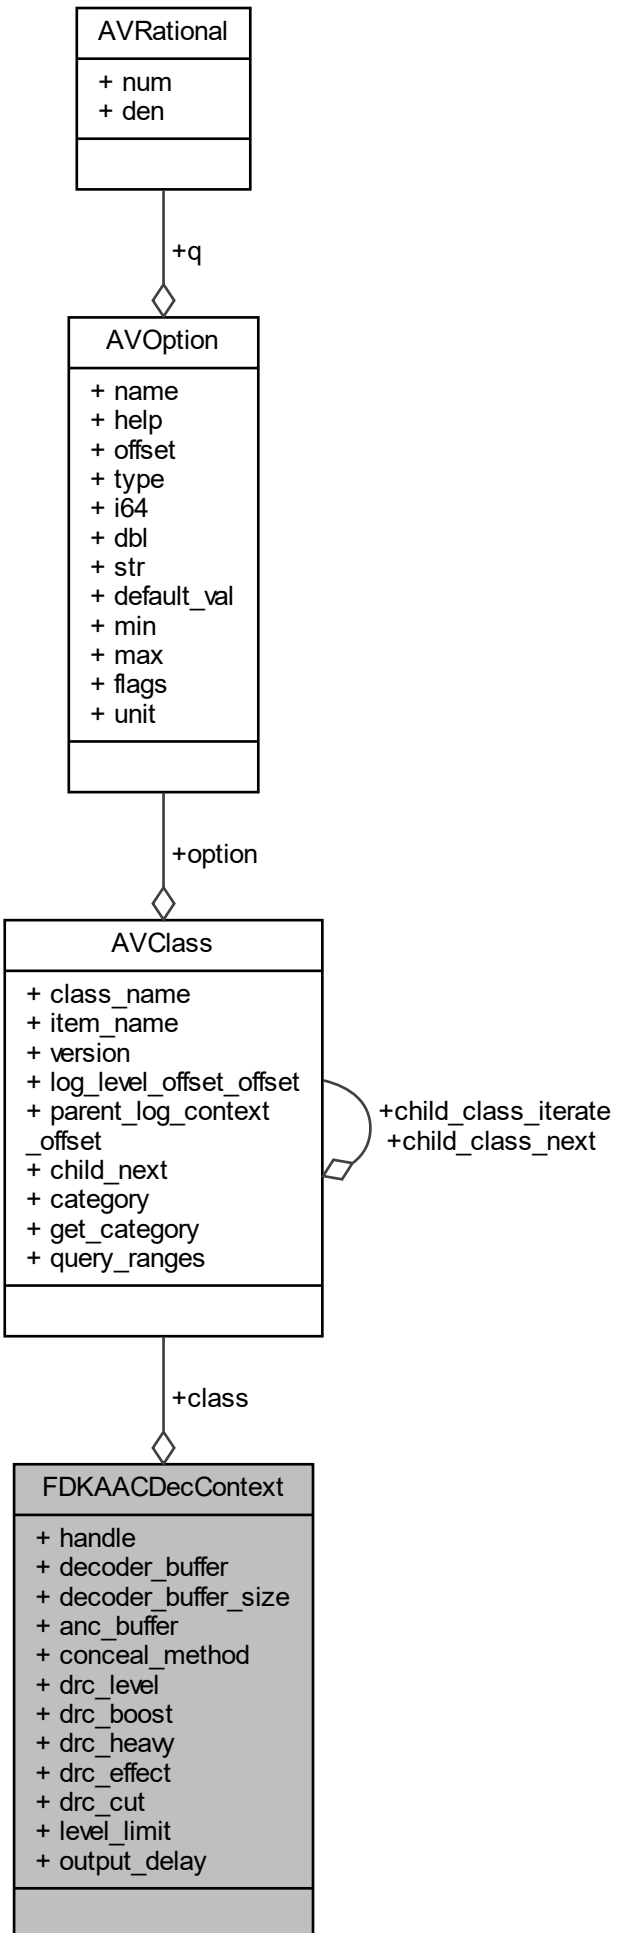 AVRational
+ num
+ den
+q
AVOption
+ name
+ help
+ offset
+ type
+ i64
+ dbl
+ str
+ default_val
+ min
+ max
+ flags
+ unit
+option
AVClass
+ class_name
+ item_name
+ version
+ log_level_offset_offset
+ parent_log_context
_offset
+ child_next
+ category
+ get_category
+ query_ranges
+child_class_iterate
+child_class_next
+class
FDKAACDecContext
+ handle
+ decoder_buffer
+ decoder_buffer_size
+ anc_buffer
+ conceal_method
+ drc_level
+ drc_boost
+ drc_heavy
+ drc_effect
+ drc_cut
+ level_limit
+ output_delay